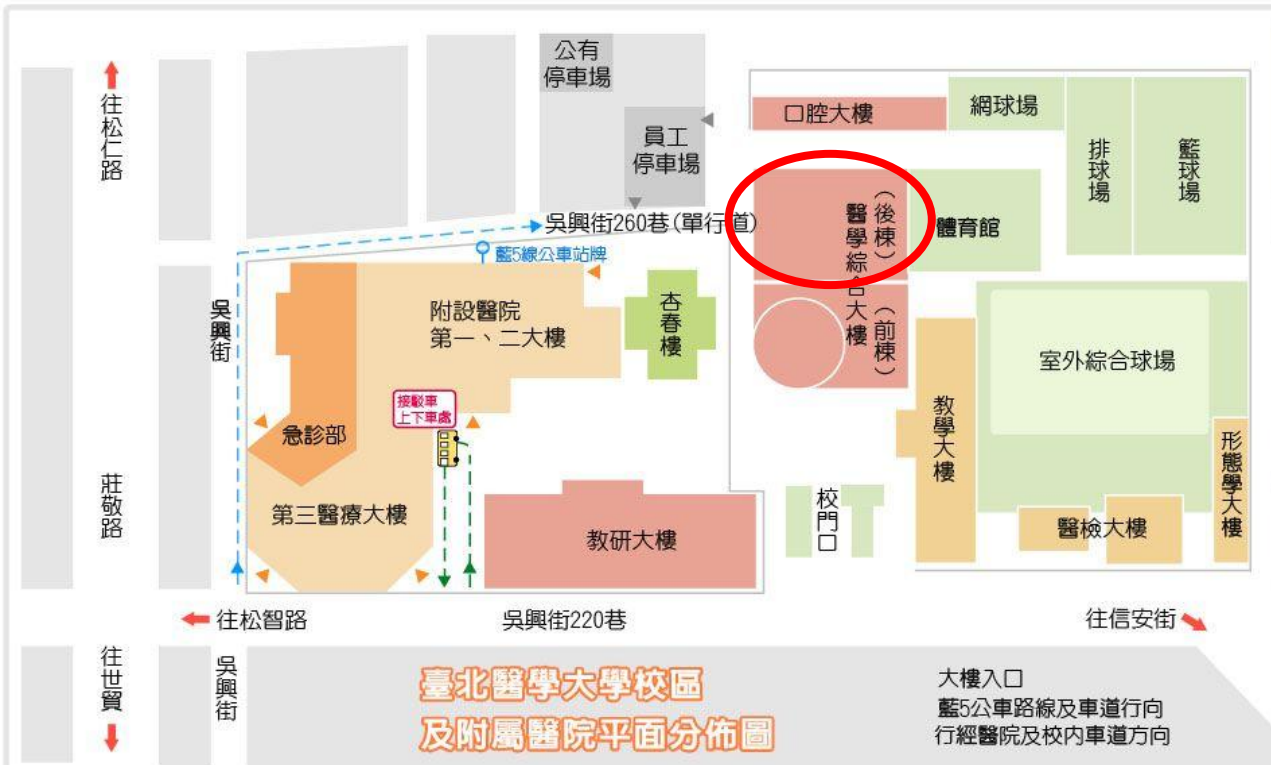 公有
停車場
員工
停車場
口腔大樓
網球場
排球場
籃球場
往松仁路
吳興街260巷(單行道)
藍5線公車站牌
醫學綜合大樓
(後棟)
(前棟)
體育館
吳興街
附設醫院
第一、二大樓
杏春樓
室外綜合球場
接駁車
上下車處
急診部
教學大樓
形態學大樓
莊敬路
第三醫療大樓
教研大樓
校門口
醫檢大樓
往松智路
吳興街220巷
往信安街
往世貿
吳興街
臺北醫學大學校區
及附屬醫院平面分佈圖
大樓入口
藍5公車路線及車道行向
行經醫院及校內車道方向